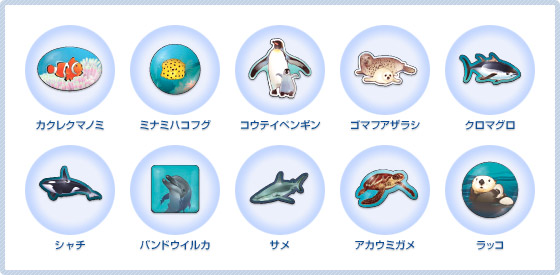 カクレクマノミ
ミナミハコフグ
コウテイペンギン
ゴマフアザラシ
クロマグロ
シャチ
バンドウイルカ
サメ
アカウミガメ
ラッコ